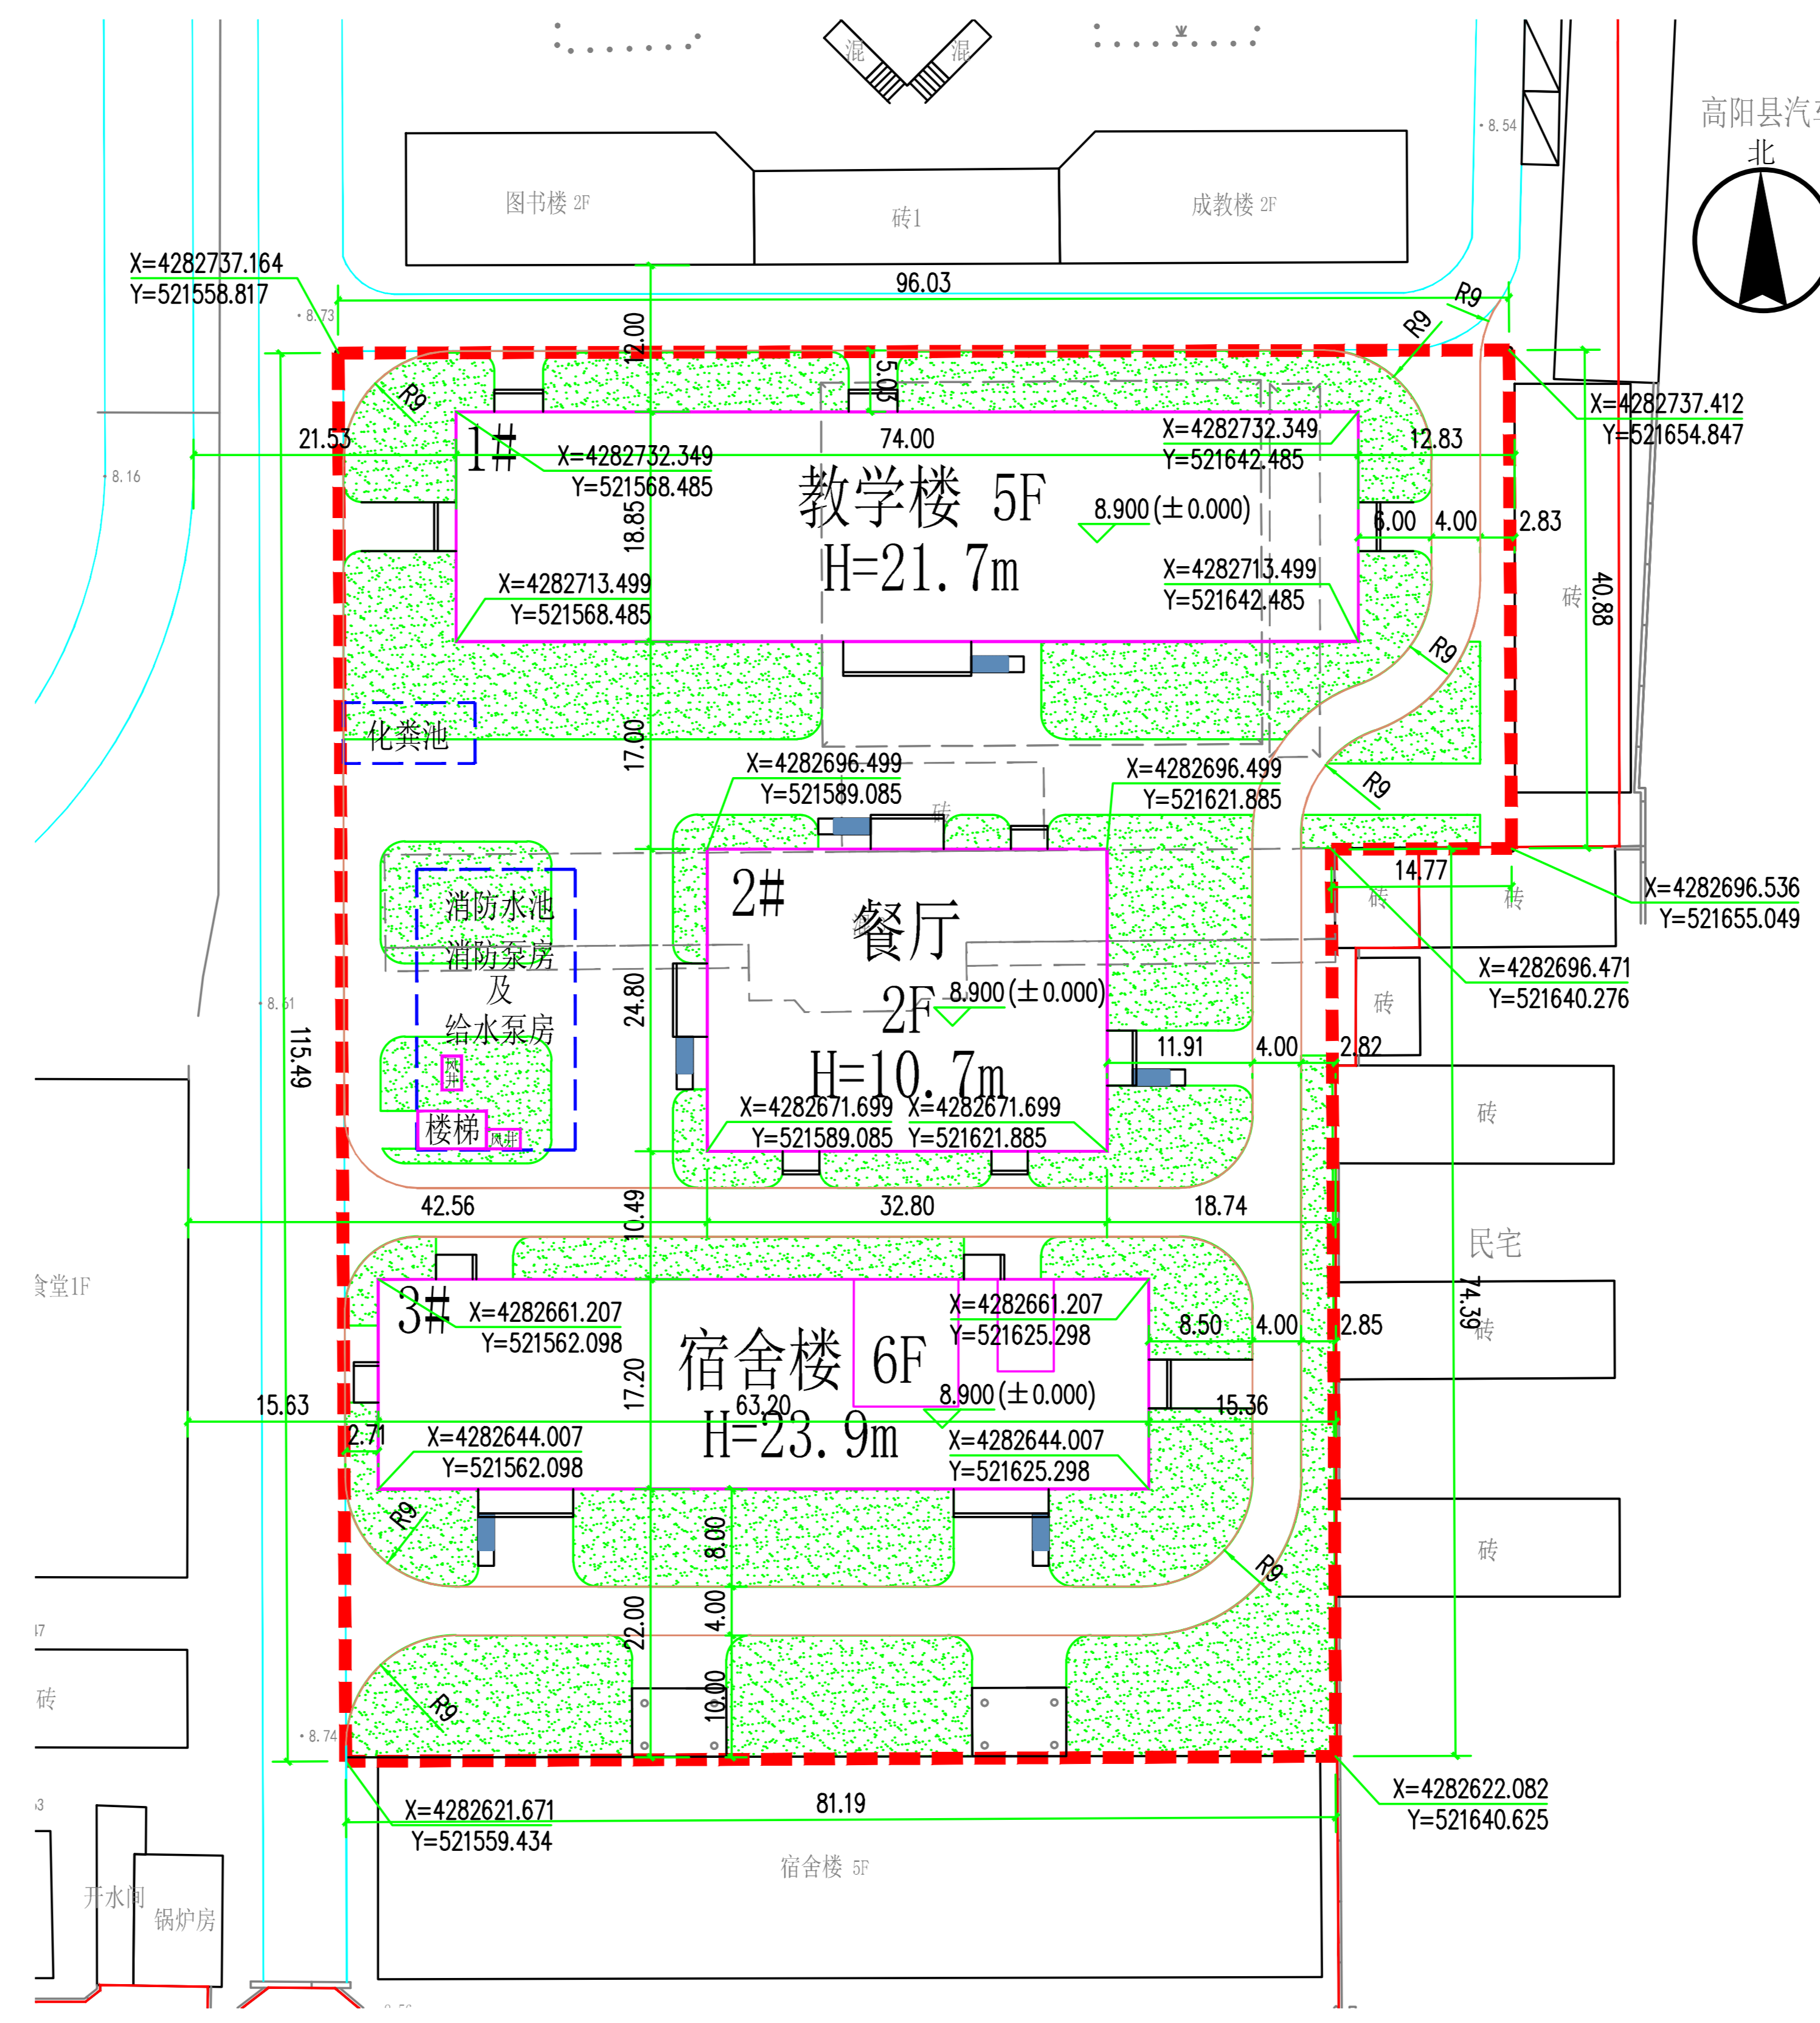 混
混
8.54
高阳县汽
北
图书楼 2F
砖1
成教楼 2F
X=4282737.164
Y=521558.817
8.73
96.03
R9
R9
12.00
5.03
R9
X=4282737.412
Y=521654.847
21.53
1#
74.00
12.83
X=4282732.349
Y=521568.485
X=4282732.349
Y=521642.485
8.16
教学楼 5F
H=21.7m
8.900(±0.000)
18.85
6.00
4.00
2.83
X=4282713.499
Y=521568.485
X=4282713.499
Y=521642.485
砖
40.88
R9
化粪池
17.00
X=4282696.499
Y=521589.085
X=4282696.499
Y=521621.885
R9
砖
14.77
砖
砖
X=4282696.536
Y=521655.049
2#
餐厅
2F
H=10.7m
8.900(±0.000)
消防水池
消防泵房
及
给水泵房
X=4282696.471
Y=521640.276
砖
8.61
24.80
115.49
风井
楼梯
风井
11.91
4.00
2.82
X=4282671.699
Y=521589.085
X=4282671.699
Y=521621.885
砖
42.56
10.49
32.80
18.74
民宅
食堂1F
3#
X=4282661.207
Y=521562.098
X=4282661.207
Y=521625.298
宿舍楼 6F
H=23.9m
8.900(±0.000)
8.50
4.00
2.85
74.39
砖
15.63
17.20
63.20
15.36
2.71
X=4282644.007
Y=521562.098
X=4282644.007
Y=521625.298
R9
8.00
R9
砖
22.00
4.00
47
砖
R9
10.00
8.74
X=4282621.671
Y=521559.434
81.19
X=4282622.082
Y=521640.625
宿舍楼 5F
开水间
锅炉房